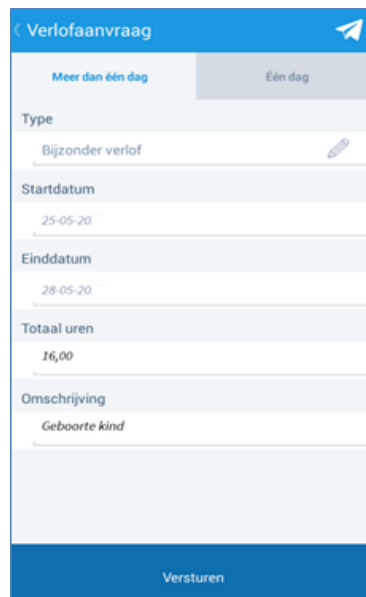 Verlofaanvraag
Meer dan één dag
Één dag
Type
Bijzonder verlof
Startdatum
25-05-20
Einddatum
28-05-20
Totaal uren
16,00
Omschrijving
Geboorte kind
Versturen